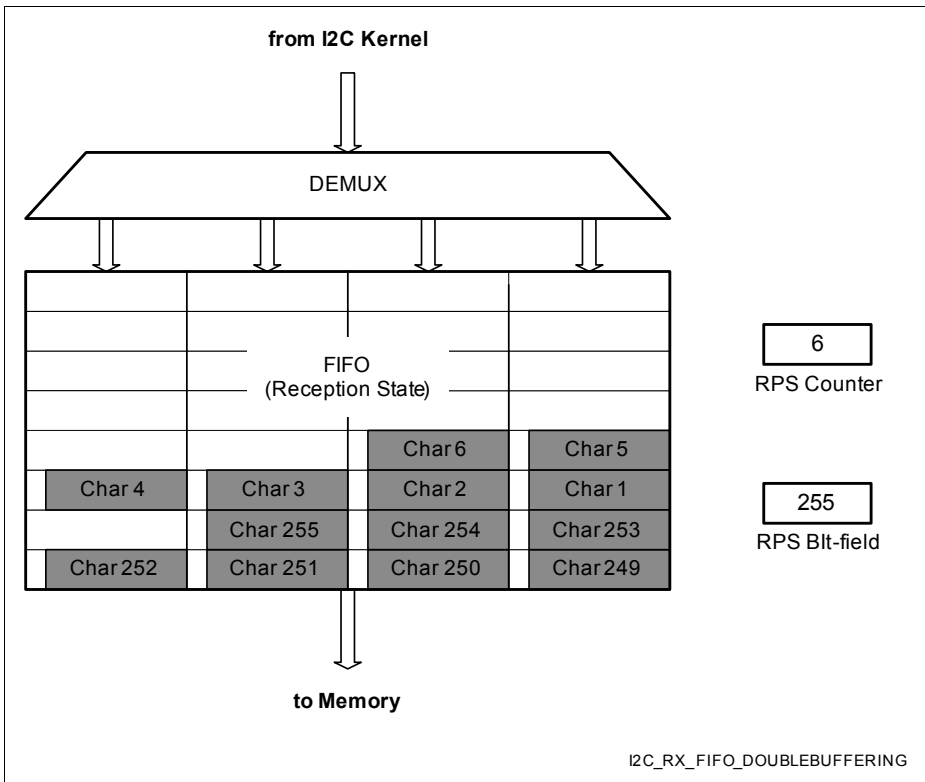 from I2C Kernel
DEMUX
FIFO
(Reception State)
6
RPS Counter
Char 6 Char 5
Char 4 Char 3 Char 2 Char 1
255
RPS BIt-field
Char 255 Char 254 Char 253
Char 252 Char 251 Char 250 Char 249
to Memory
I2C_RX_FIFO_DOUBLEBUFFERING